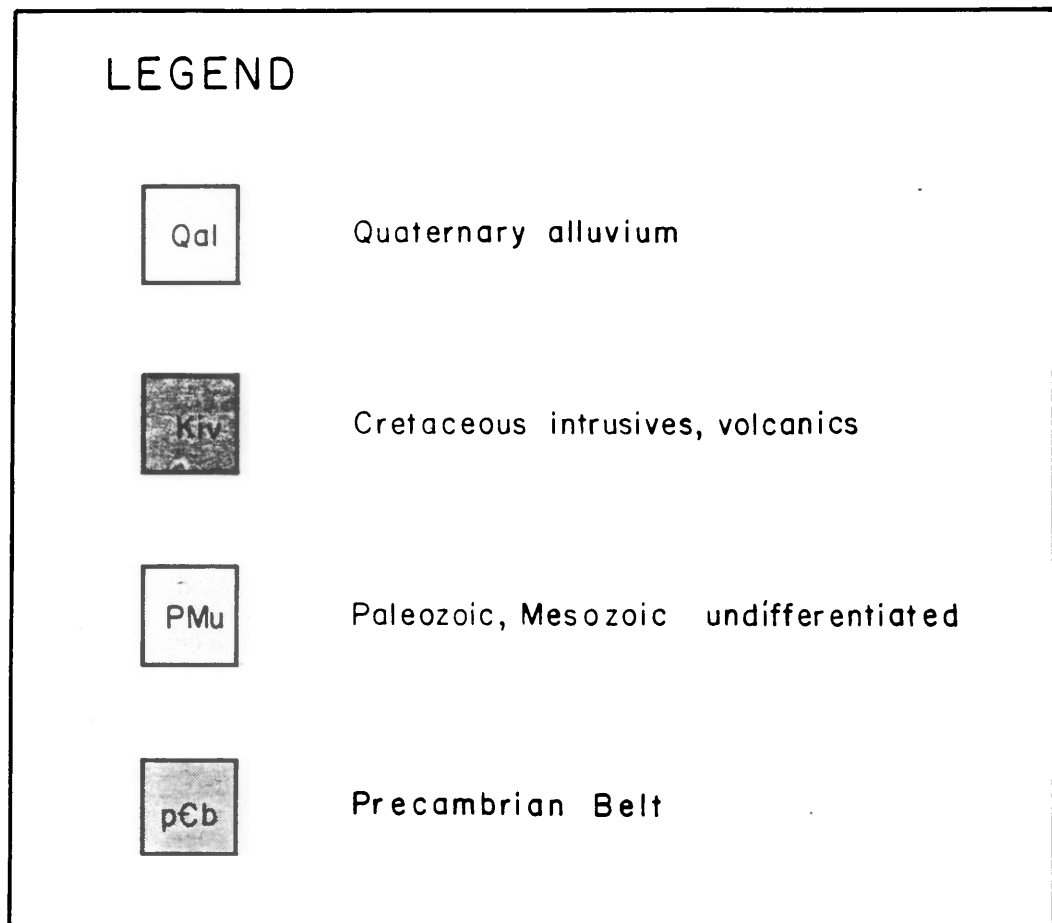 LEGEND
Qal Quaternary alluvium
Kiv Cretaceous intrusives, volcanics
PMu Paleozoic, Mesozoic undifferentiated
p€b Precambrian Belt